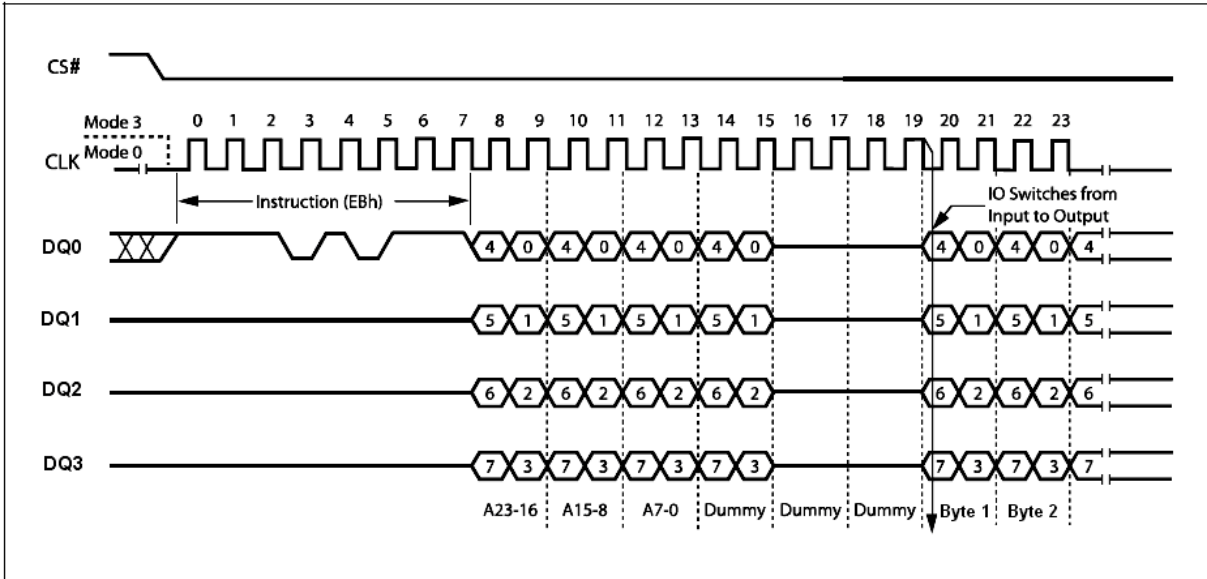 CS#
Mode 3
0 1 2 3 4 5 6 7 8 9 10 11 12 13 14 15 16 17 18 19 20 21 22 23
Mode 0
CLK
Instruction (EBh)
IO Switches from
Input to Output
DQ0 4 0 4 0 4 0 4 0 4 0 4 0 4
DQ1 5 1 5 1 5 1 5 1 5 1 5 1 5
DQ2 6 2 6 2 6 2 6 2 6 2 6 2 6
DQ3 7 3 7 3 7 3 7 3 7 3 7 3 7
A23-16 A15-8 A7-0 Dummy Dummy Dummy Byte 1 Byte 2